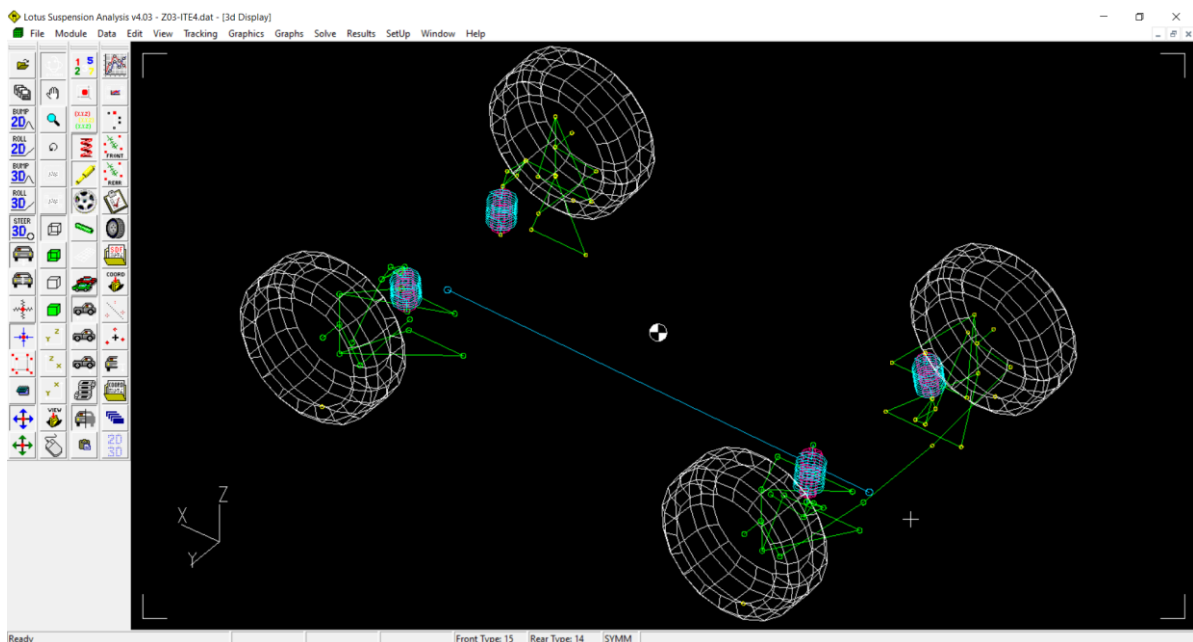 Lotus Suspension Analysis v4.03 - Z03-ITE4.dat - [3d Display]
File Module Data Edit View Tracking Graphics Graphs Solve Results SetUp Window Help
BUMP
2D
ROLL
2D
FRONT
BUMP
3D
REAR
ROLL
3D
STEER
3D
SDF
COORD
Y Z
Z X
Y X
VIEW
2D
3D
X Z
Y
Ready Front Type: 15 Rear Type: 14 SYMM